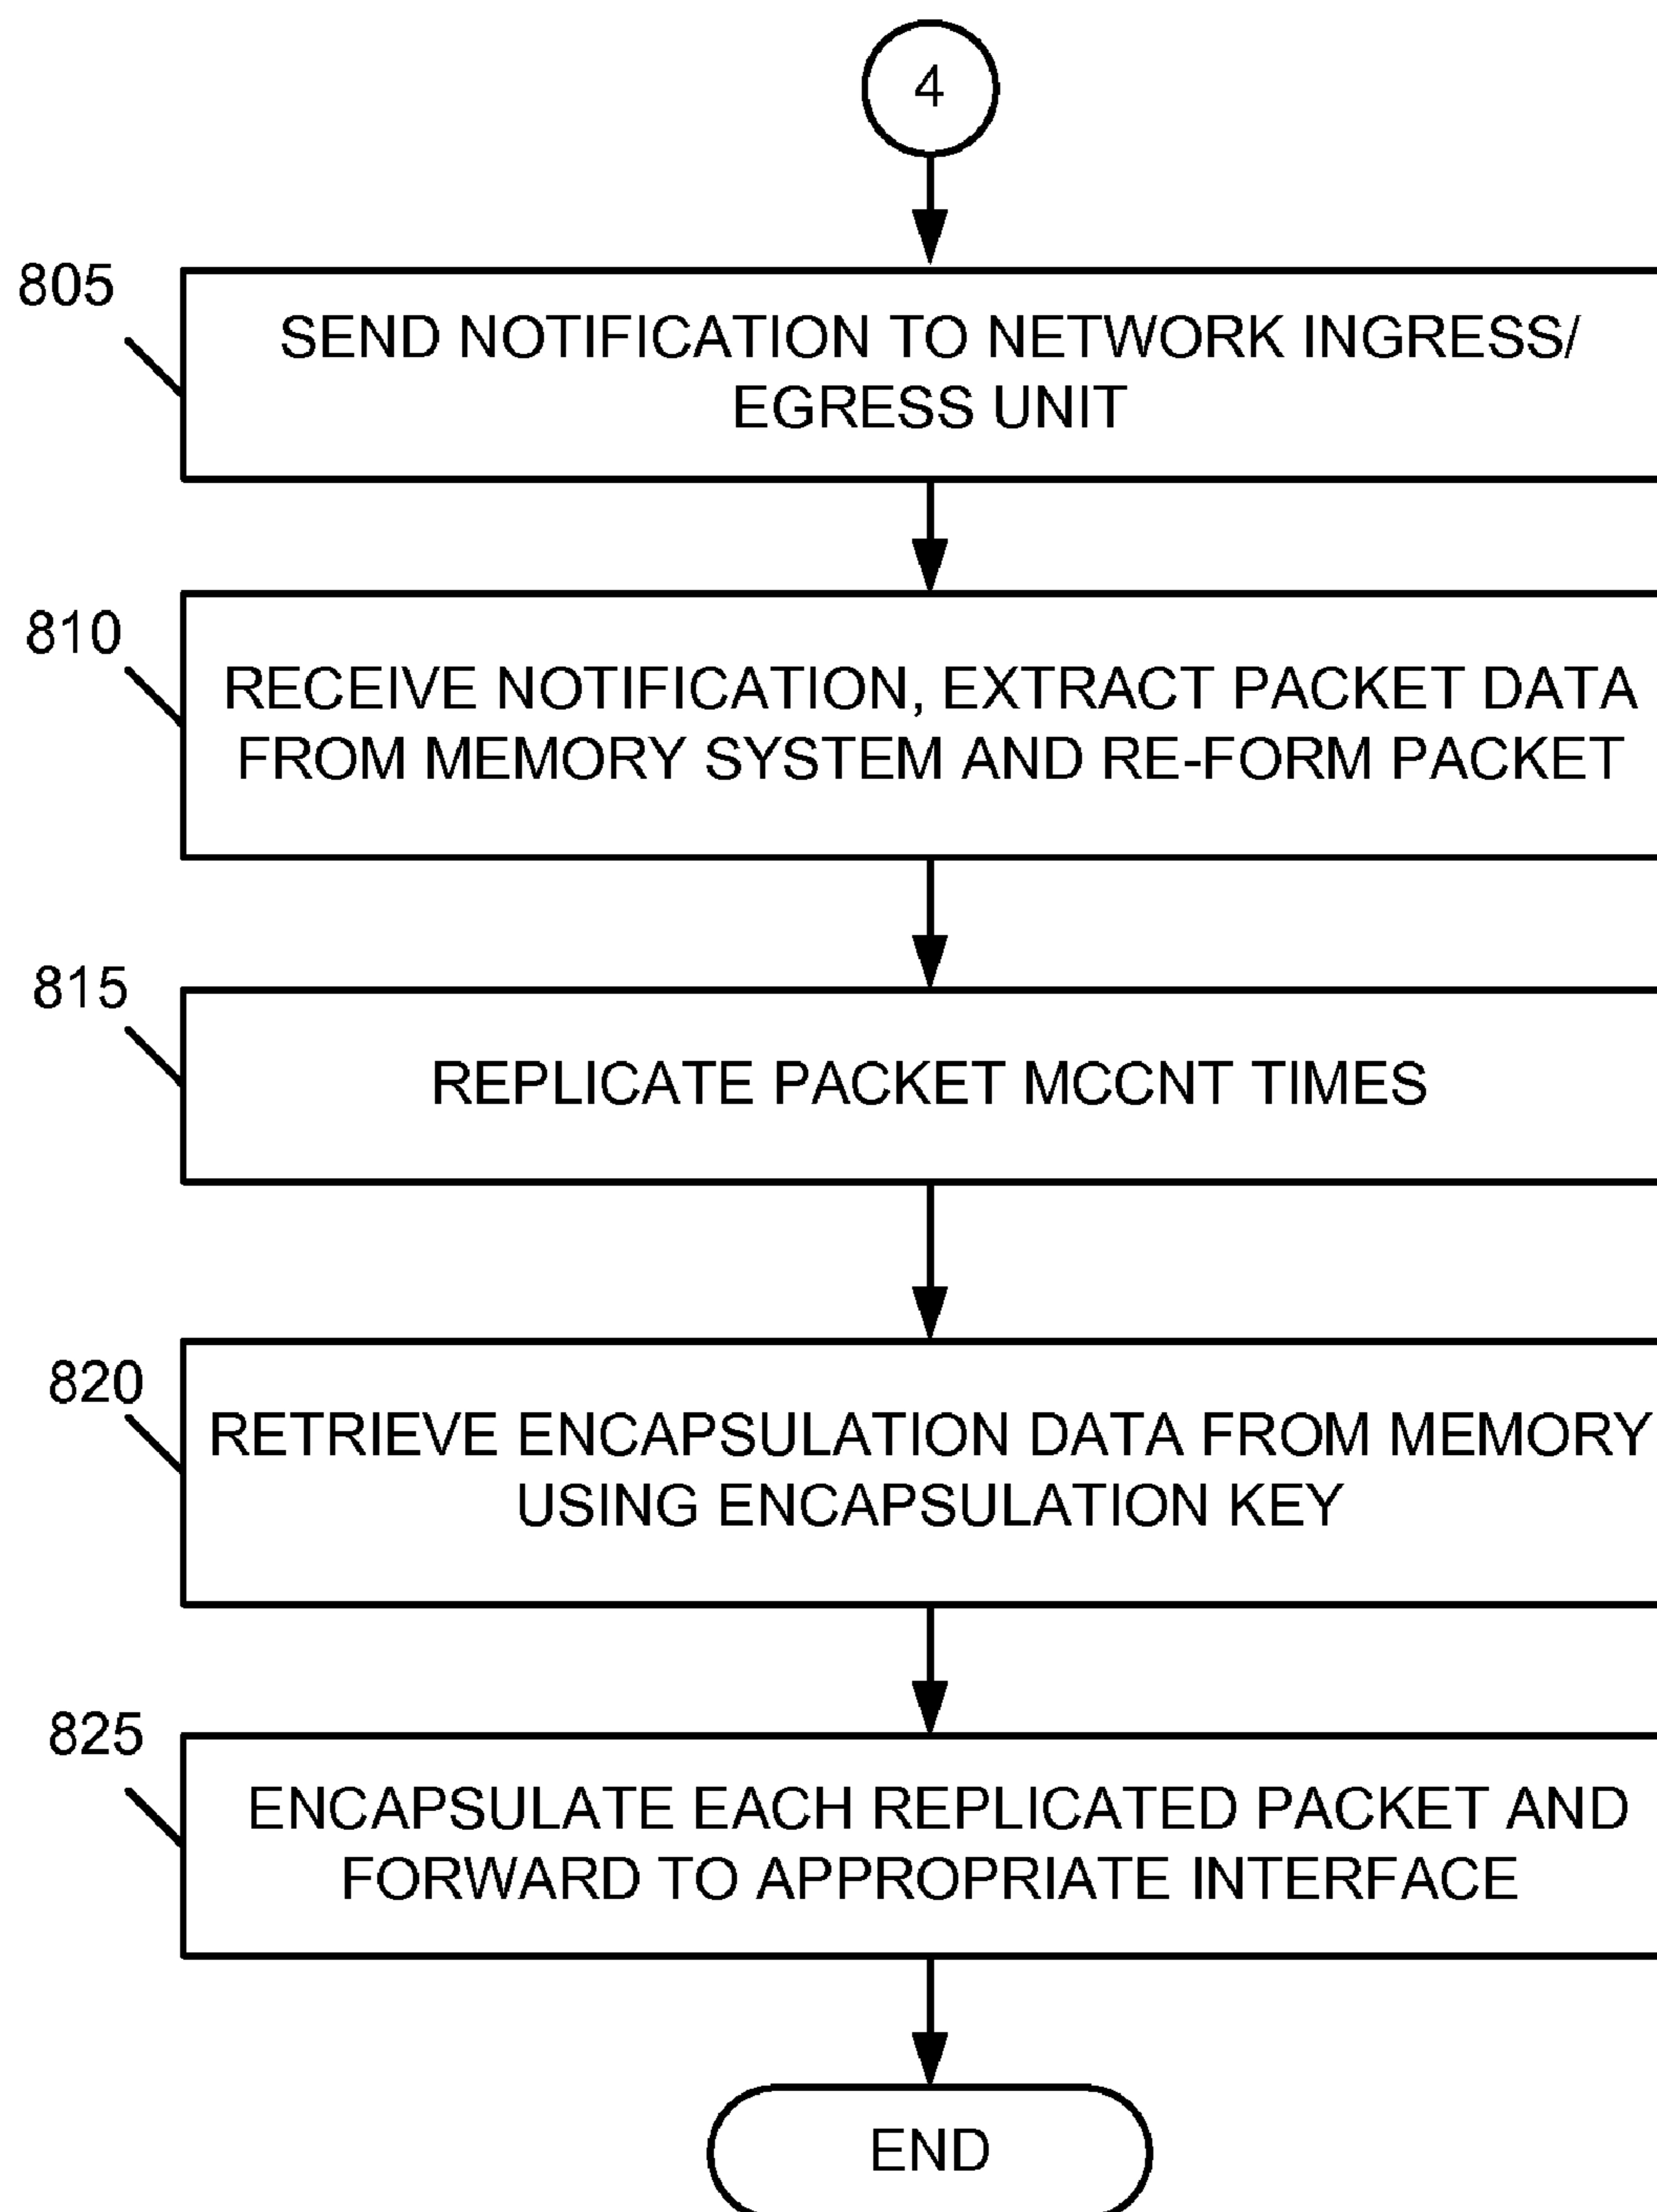 4
805
SEND NOTIFICATION TO NETWORK INGRESS/
EGRESS UNIT
810
RECEIVE NOTIFICATION, EXTRACT PACKET DATA
FROM MEMORY SYSTEM AND RE-FORM PACKET
815
REPLICATE PACKET MCCNT TIMES
820
RETRIEVE ENCAPSULATION DATA FROM MEMORY
USING ENCAPSULATION KEY
825
ENCAPSULATE EACH REPLICATED PACKET AND
FORWARD TO APPROPRIATE INTERFACE
END